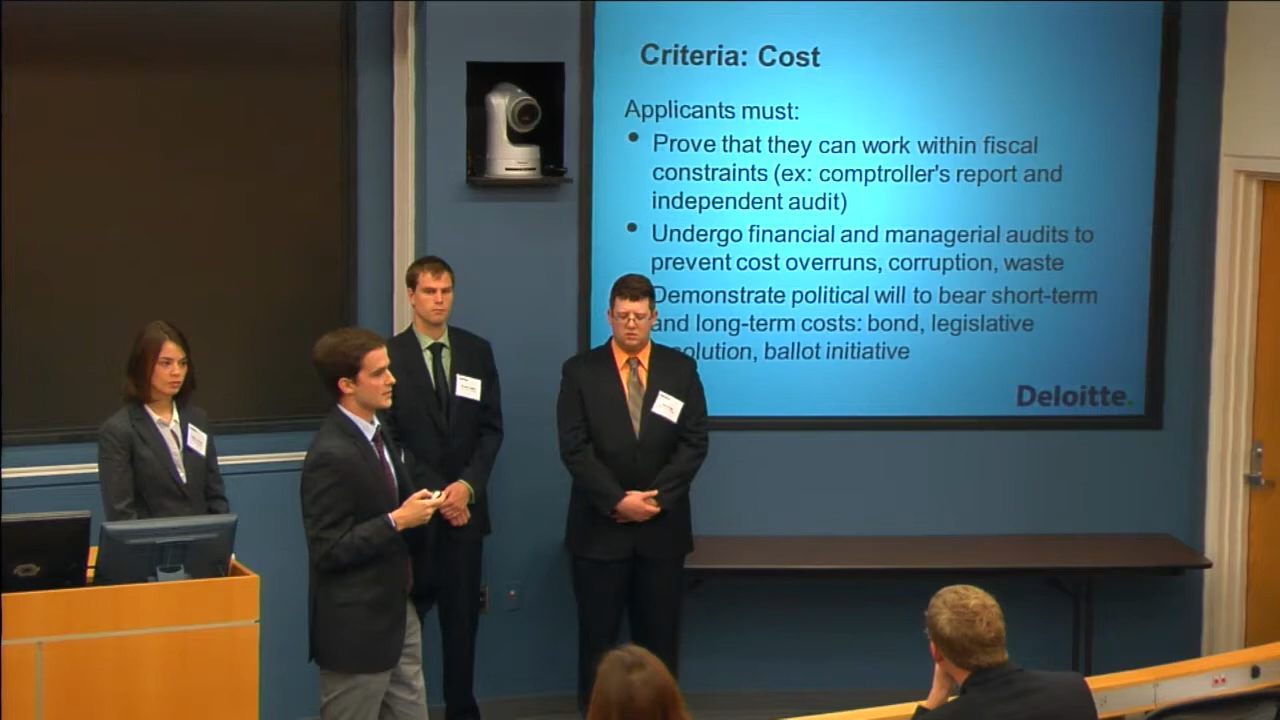 Criteria: Cost
Applicants must:
• Prove that they can work within fiscal
constraints (ex: comptroller's report and
independent audit)
• Undergo financial and managerial audits to
prevent cost overruns, corruption, waste
Demonstrate political will to bear short-term
and long-term costs: bond, legislative
solution, ballot initiative
Deloitte.